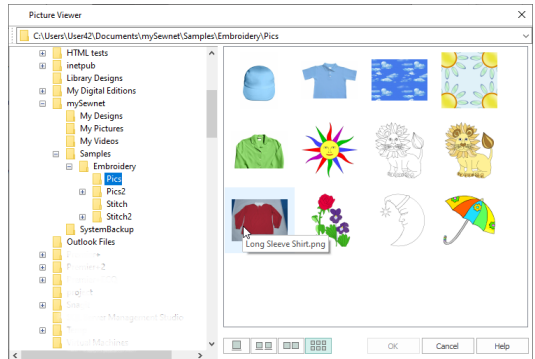 Picture Viewer
C:\Users\User42\Documents\mySewnet\Samples\Embroidery\Pics
HTML tests
inetpub
Library Designs
My Digital Editions
mySewnet
My Designs
My Pictures
My Videos
Samples
Embroidery
Pics
Pics2
Stitch
Stitch2
SystemBackup
Outlook Files
Management Studio
Long Sleeve Shirt.png
OK
Cancel
Help